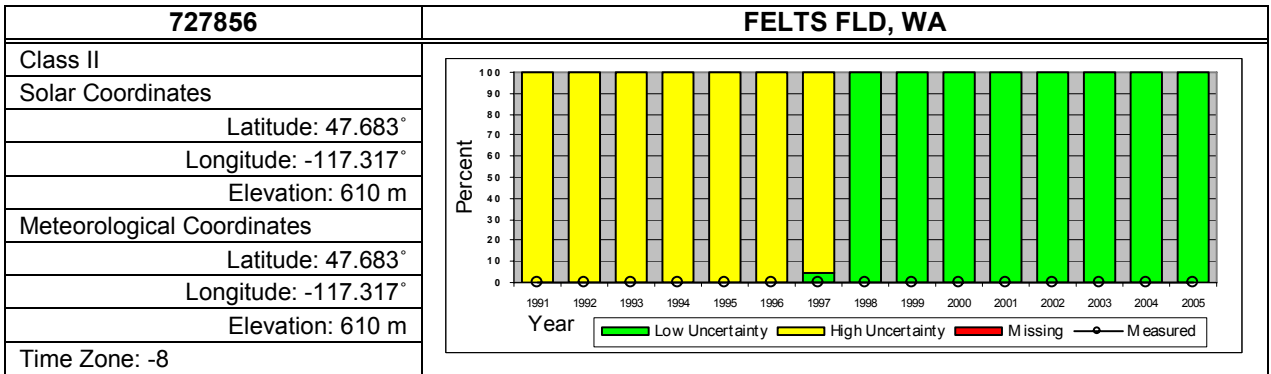 727856
FELTS FLD, WA
Class II
Solar Coordinates
Latitude: 47.683˚
Longitude: -117.317˚
Elevation: 610 m
Meteorological Coordinates
Latitude: 47.683˚
Longitude: -117.317˚
Elevation: 610 m
Time Zone: -8
Percent
100
90
80
70
60
50
40
30
20
10
0
1991 1992 1993 1994 1995 1996 1997 1998 1999 2000 2001 2002 2003 2004 2005
Year
Low Uncertainty High Uncertainty Missing Measured